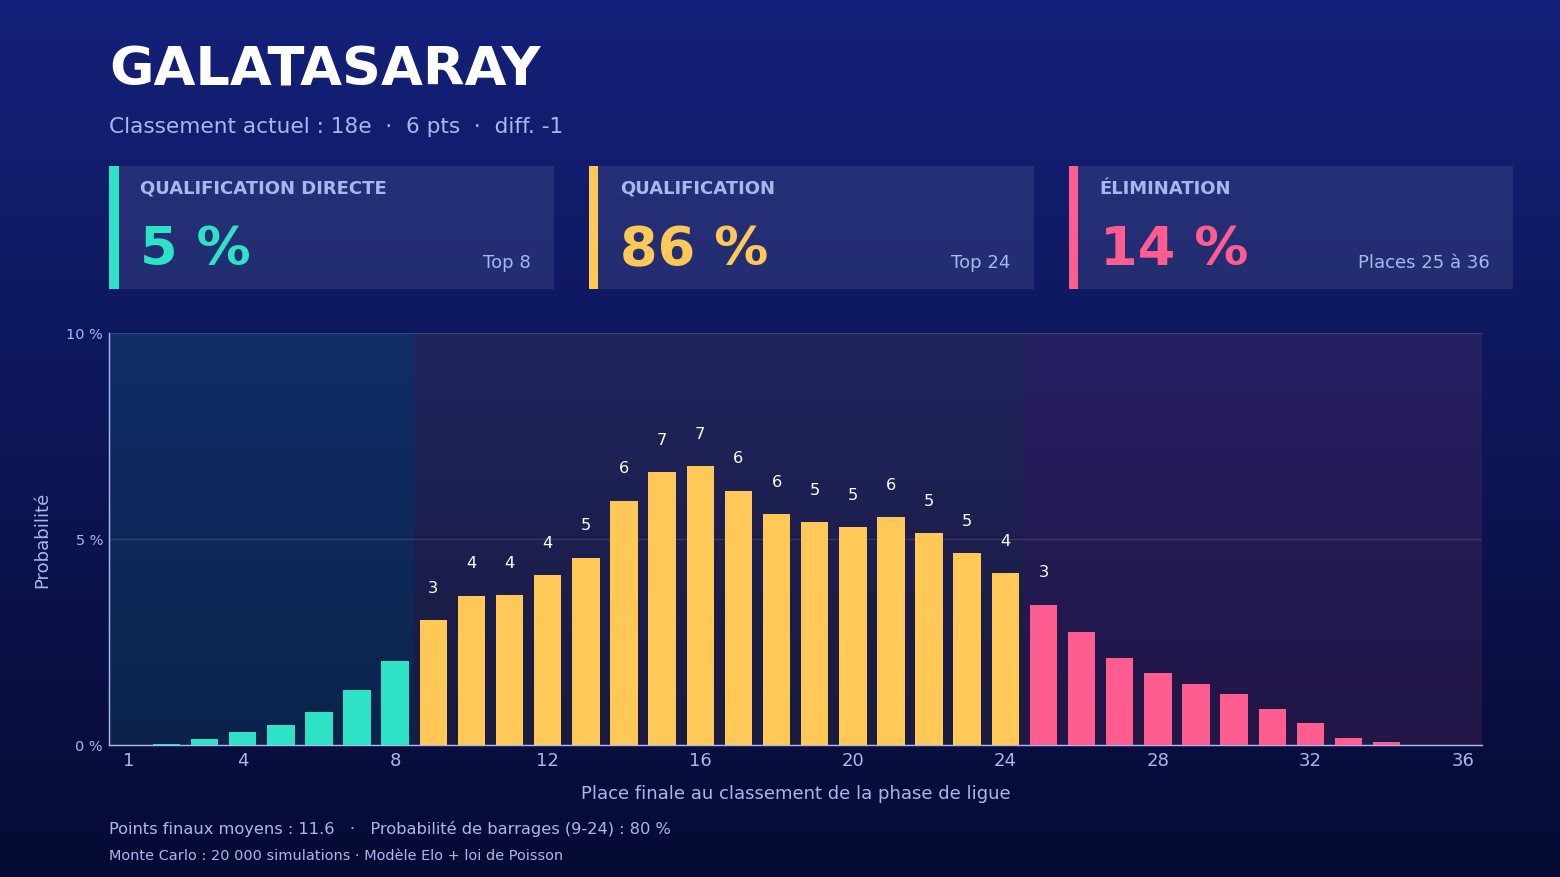 GALATASARAY
Classement actuel : 18e · 6 pts · diff. -1
QUALIFICATION DIRECTE
5 %
Top 8
QUALIFICATION
86 %
Top 24
ÉLIMINATION
14 %
Places 25 à 36
10 %
5 %
0 %
Probabilité
3 4 4 4 5 6 7 7 6 6 5 5 6 5 5 4 3
1 4 8 12 16 20 24 28 32 36
Place finale au classement de la phase de ligue
Points finaux moyens : 11.6 · Probabilité de barrages (9-24) : 80 %
Monte Carlo : 20 000 simulations · Modèle Elo + loi de Poisson